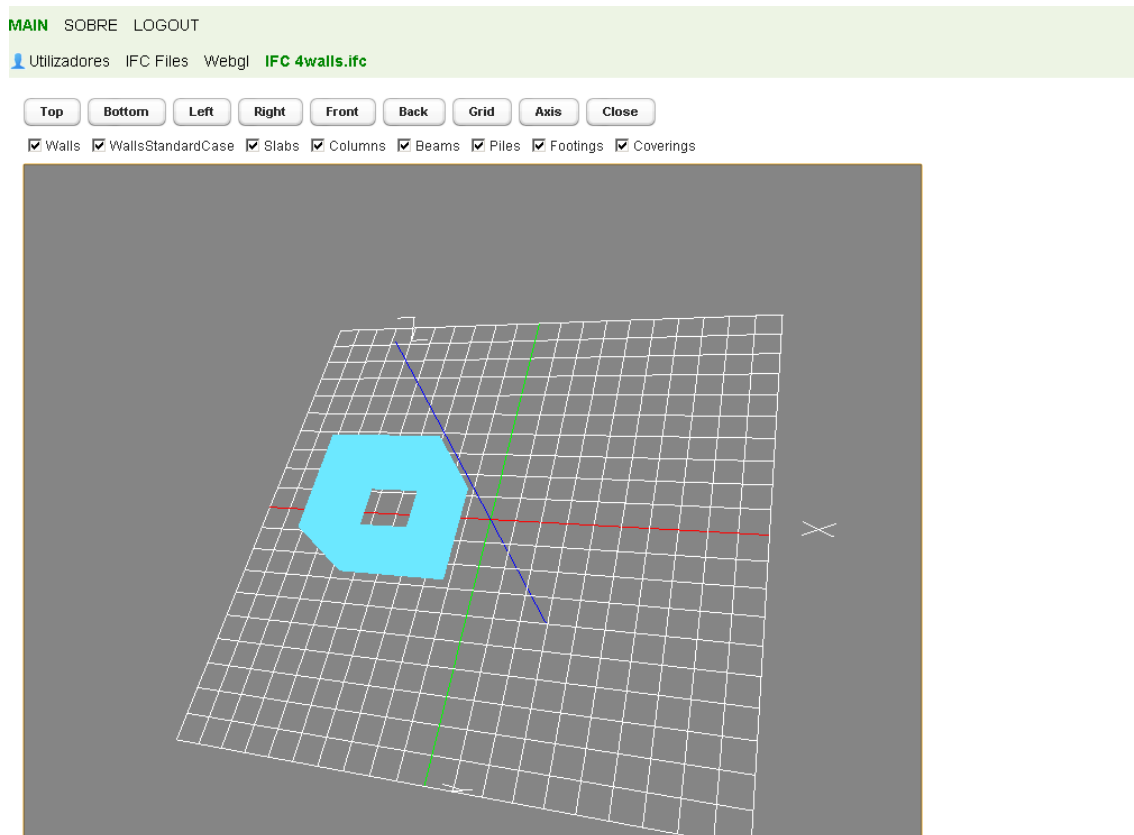 MAIN SOBRE LOGOUT
Utilizadores IFC Files Webgl IFC 4walls.ifc
Top Bottom Left Right Front Back Grid Axis Close
Walls WallsStandardCase Slabs Columns Beams Piles Footings Coverings